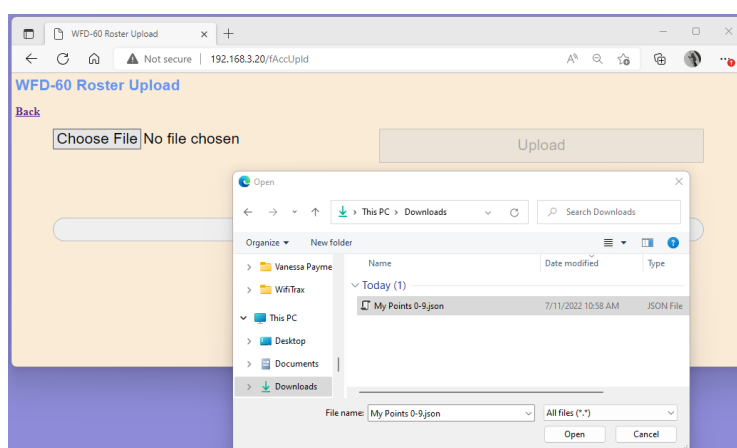 WFD-60 Roster Upload
Not secure 192.168.3.20/fAccUpld
WFD-60 Roster Upload
Back
Choose File No file chosen
Upload
Open
This PC > Downloads
Search Downloads
Organize New folder
Vanessa Payme
WifiTrax
This PC
Desktop
Documents
Downloads
Name Date modified Type
Today (1)
My Points 0-9.json 7/11/2022 10:58 AM JSON File
File name: My Points 0-9.json All files (*.*)
Open Cancel